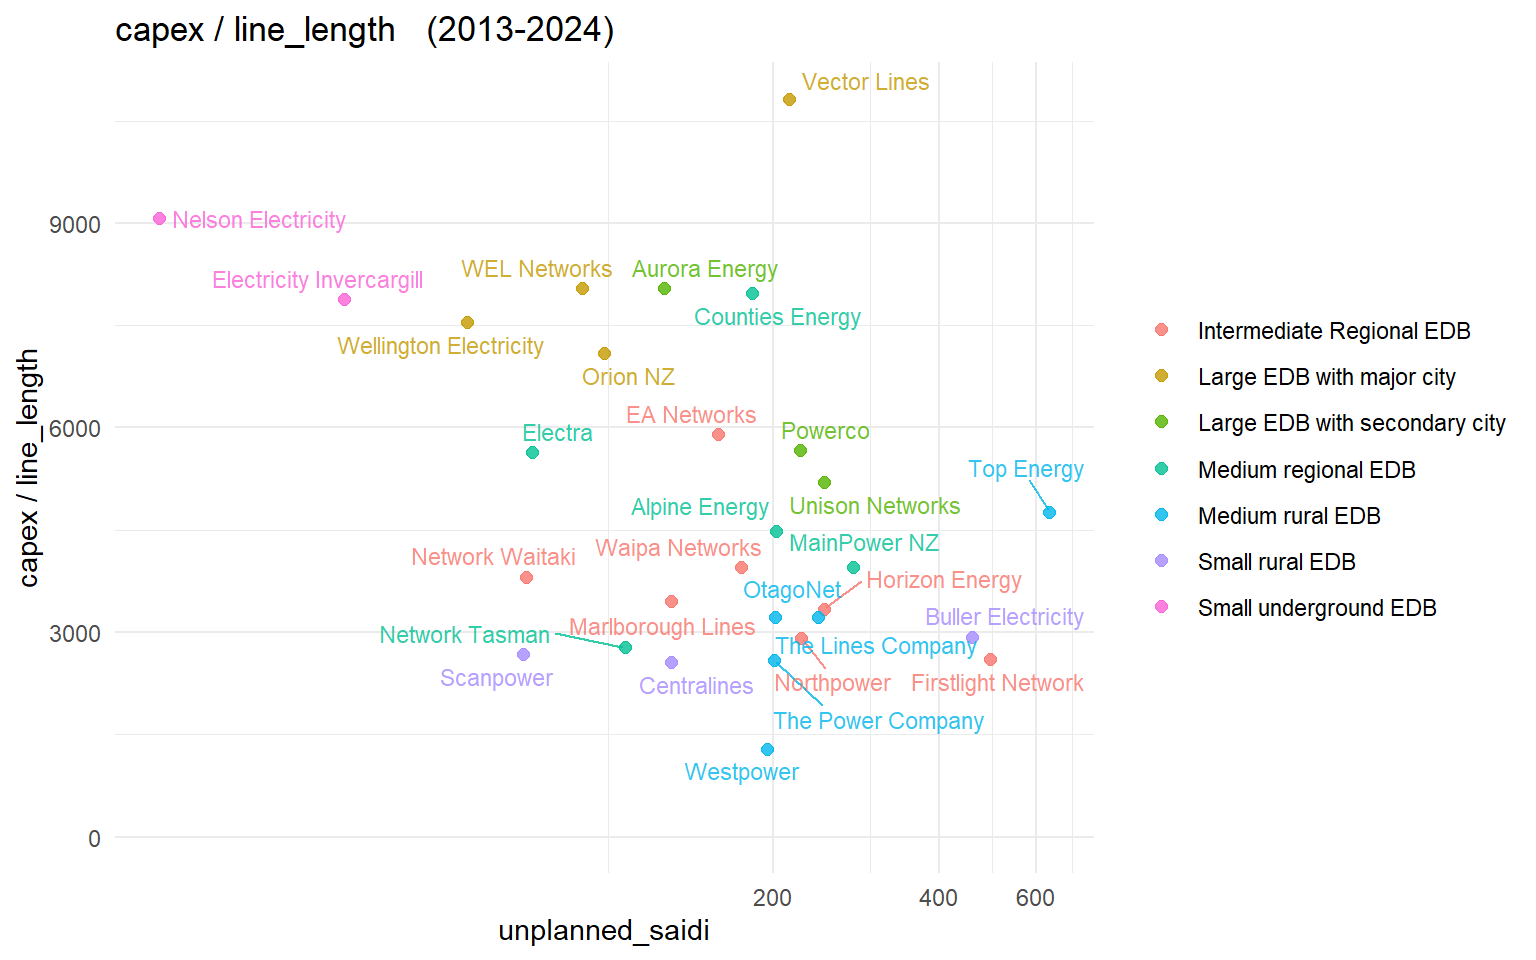 capex / line_length (2013-2024)
Vector Lines
9000
Nelson Electricity
Electricity Invercargill
WEL Networks
Aurora Energy
Counties Energy
Wellington Electricity
Orion NZ
EA Networks
6000
Electra
Powerco
Top Energy
Alpine Energy
Unison Networks
MainPower NZ
Network Waitaki
Waipa Networks
Horizon Energy
OtagoNet
Buller Electricity
3000
Network Tasman
Marlborough Lines
The Lines Company
Scanpower
Centralines
Northpower
Firstlight Network
The Power Company
Westpower
0
200
400
600
unplanned_saidi
capex / line_length
Intermediate Regional EDB
Large EDB with major city
Large EDB with secondary city
Medium regional EDB
Medium rural EDB
Small rural EDB
Small underground EDB